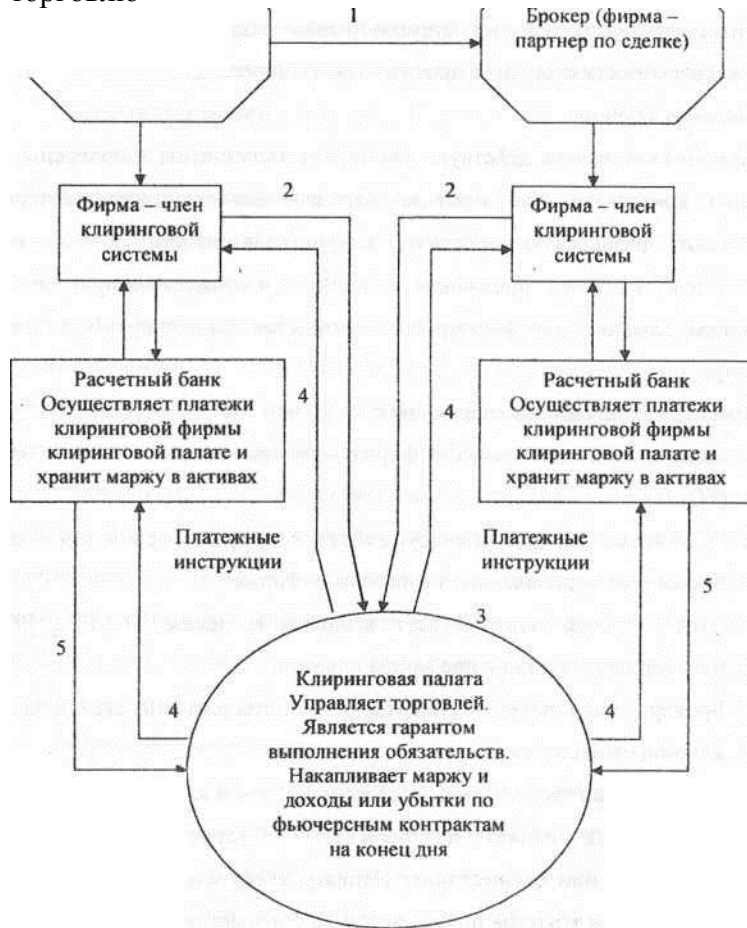 торговлю
1
Брокер (фирма –
партнер по сделке)
2
2
Фирма – член
клиринговой
системы
Фирма – член
клиринговой
системы
Расчетный банк
Осуществляет платежи
клиринговой фирмы
клиринговой палате и
хранит маржу в активах
4
4
Расчетный банк
Осуществляет платежи
клиринговой фирмы
клиринговой палате и
хранит маржу в активах
Платежные
инструкции
Платежные
инструкции
5
3
5
4
4
Клиринговая палата
Управляет торговлей.
Является гарантом
выполнения обязательств.
Накапливает маржу и
доходы или убытки по
фьючерсным контрактам
на конец дня